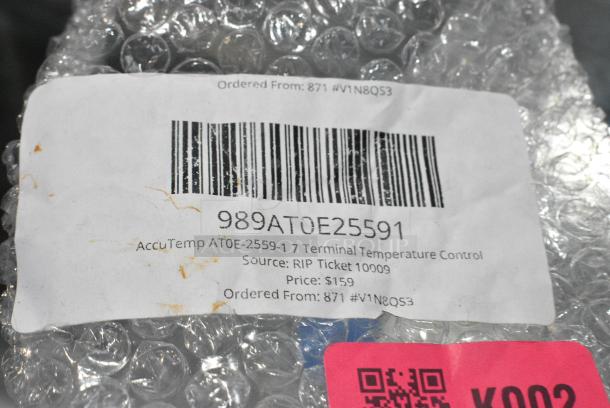 Ordered From: 871 #V1N8QS3
989AT0E25591
AccuTemp AT0E-2559-1 7 Terminal Temperature Control
Source: RIP Ticket 10009
Price: $159
Ordered From: 871 #V1N8QS3